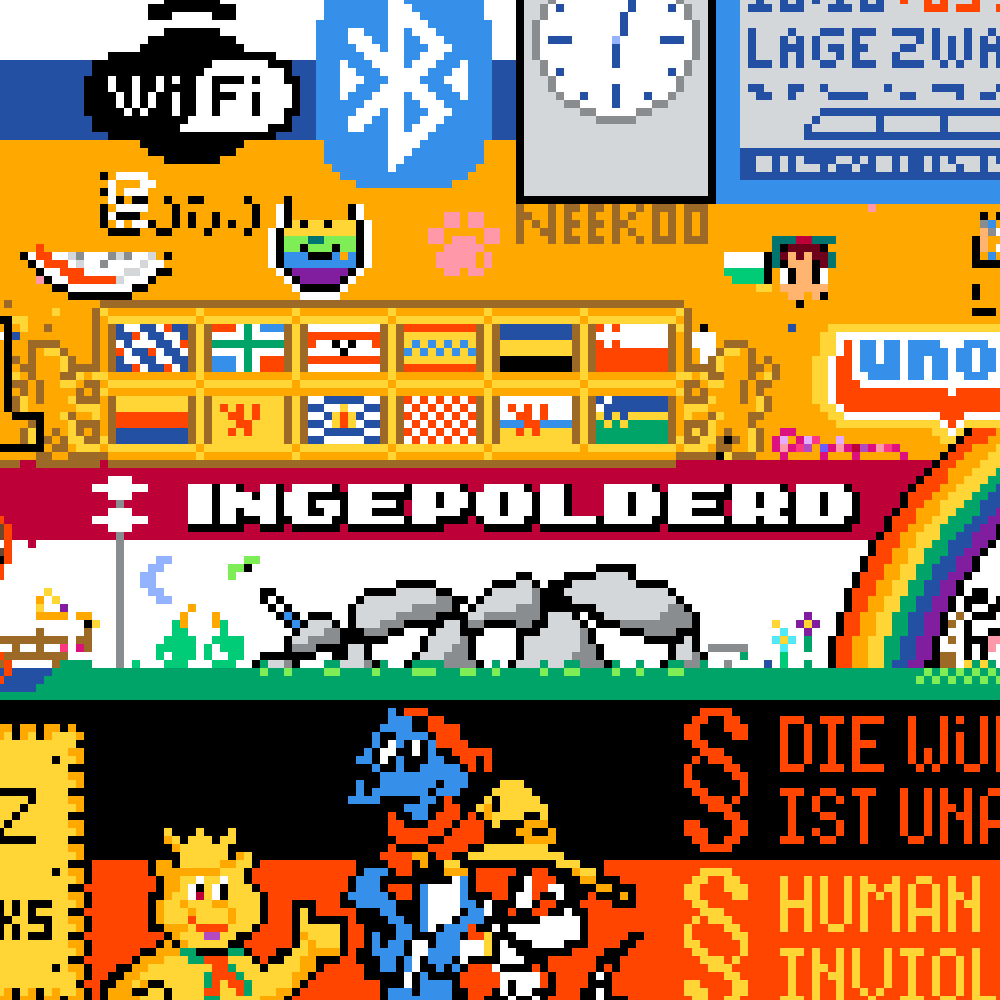 WiFi
LAGE ZWA
NEEKOO
uno
INGEPOLDERD
DIE WÜ
IST UNA
HUMAN
INVIOL
Z
KS